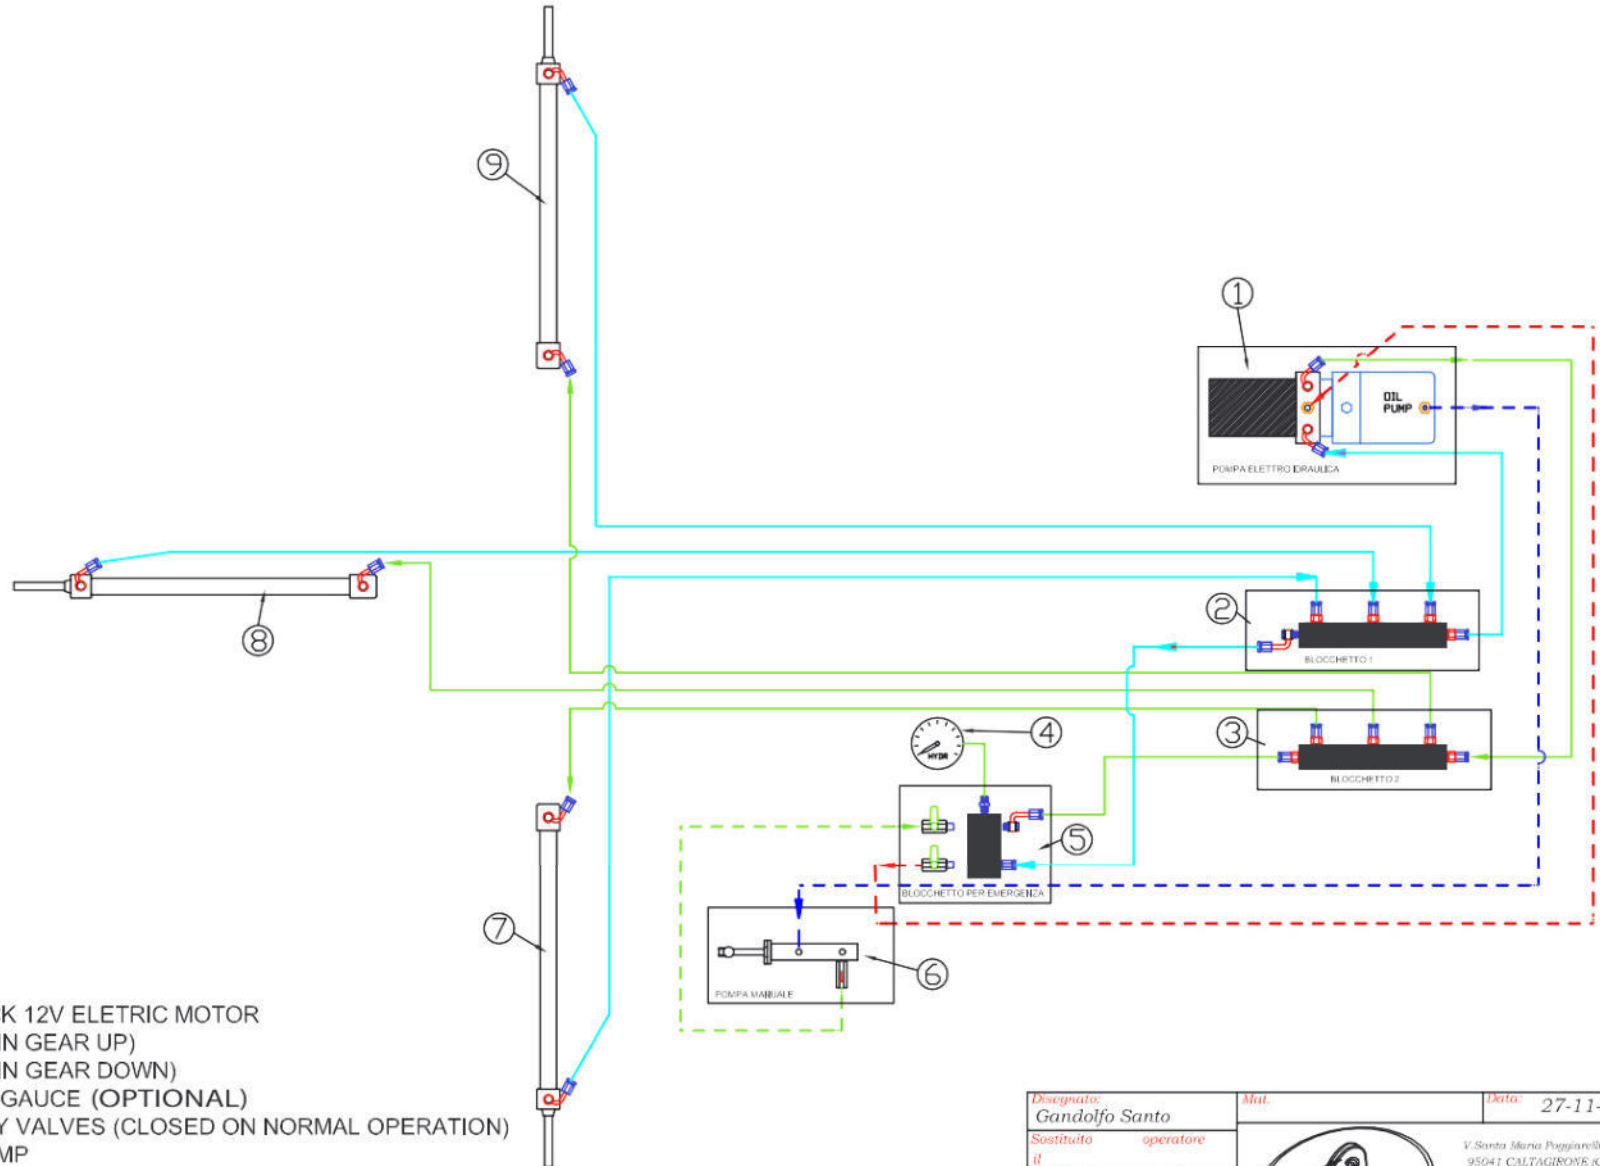 9
1
OIL
PUMP
POMPA ELETTRO IDRAULICA
8
2
BLOCCHETTO 1
3
BLOCCHETTO 2
4
HYDR
5
BLOCCHETTO PER EMERGENZA
7
6
POMPA MANUALE
CK 12V ELETRIC MOTOR
IN GEAR UP)
IN GEAR DOWN)
GAUCE (OPTIONAL)
Y VALVES (CLOSED ON NORMAL OPERATION)
MP
Disegnato:
Gandolfo Santo
Mat.
Data: 27-11-
Sostituito operatore
il
V.Santa Maria Poggiarelli
95041 CALTAGIRONE (C